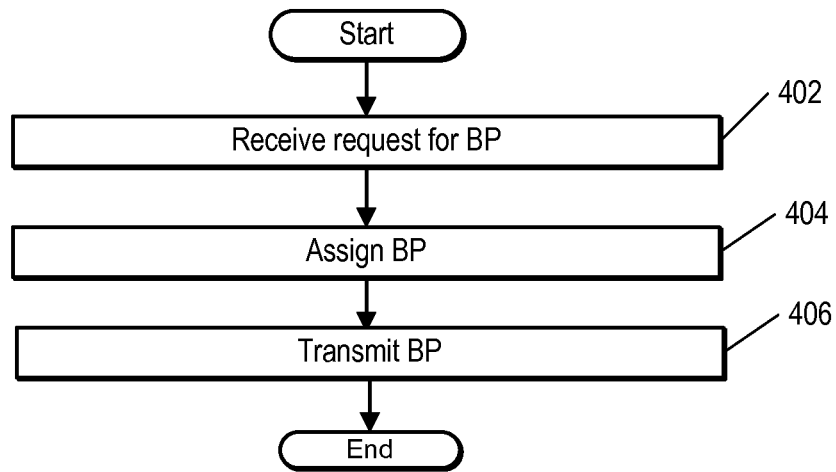 Start
402
Receive request for BP
404
Assign BP
406
Transmit BP
End